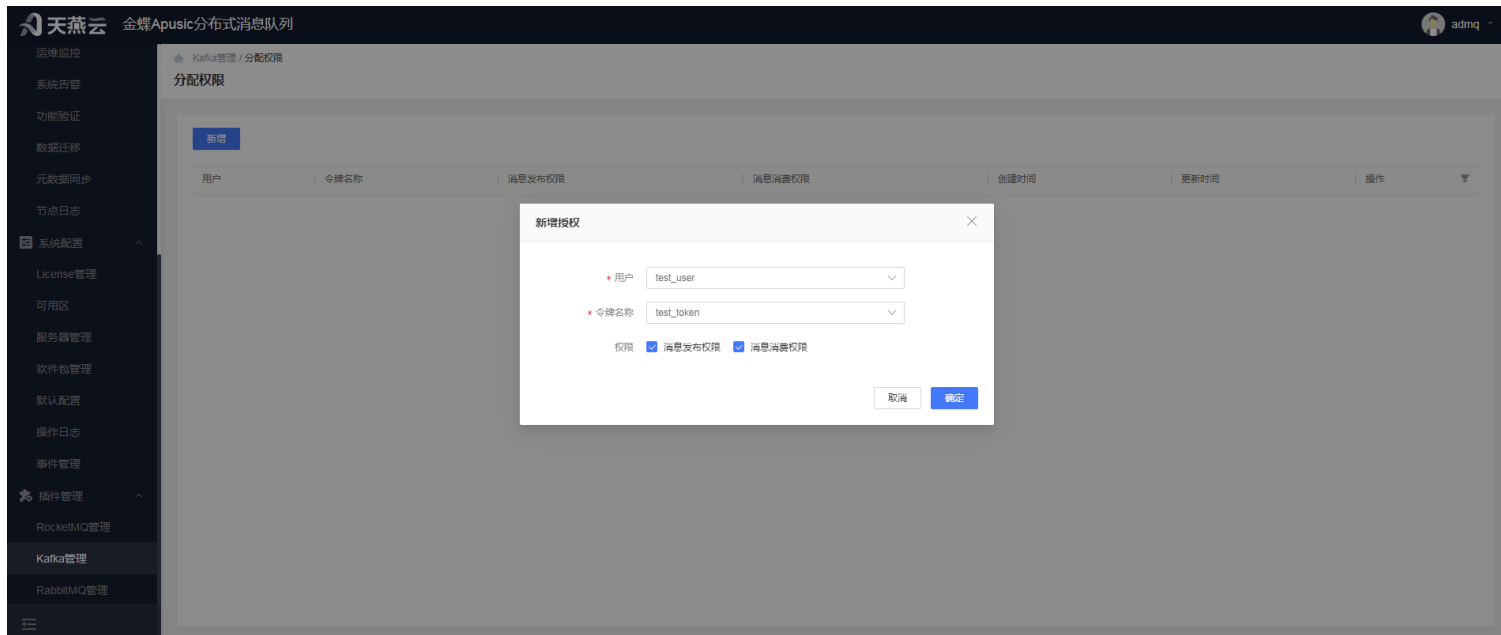 天燕云 金蝶Apusic分布式消息队列 admq
运维监控
系统告警
功能验证
数据迁移
元数据同步
节点日志
系统配置
License管理
可用区
服务器管理
软件包管理
默认配置
操作日志
事件管理
插件管理
RocketMQ管理
Kafka管理
RabbitMQ管理
Kafka管理 / 分配权限
分配权限
新增
用户 令牌名称 消息发布权限 消息消费权限 创建时间 更新时间 操作
新增授权
* 用户 test_user
* 令牌名称 test_token
权限 消息发布权限 消息消费权限
取消 确定